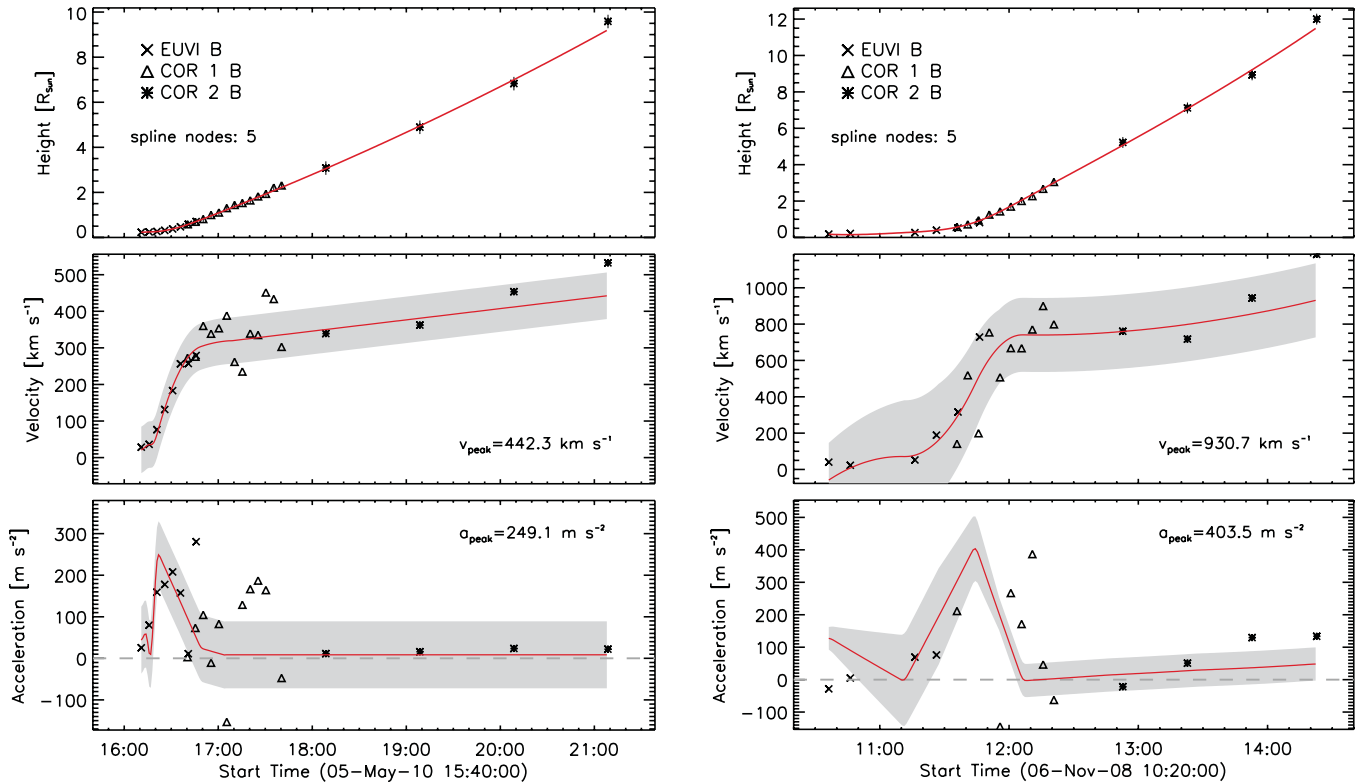 10
8
6
4
2
0
Height [R_Sun]
× EUVI B
△ COR 1 B
✱ COR 2 B
spline nodes: 5
12
10
8
6
4
2
0
Height [R_Sun]
× EUVI B
△ COR 1 B
✱ COR 2 B
spline nodes: 5
500
400
300
200
100
0
Velocity [km s⁻¹]
v_peak=442.3 km s⁻¹
1000
800
600
400
200
0
Velocity [km s⁻¹]
v_peak=930.7 km s⁻¹
300
200
100
0
−100
Acceleration [m s⁻²]
a_peak=249.1 m s⁻²
16:00 17:00 18:00 19:00 20:00 21:00
Start Time (05-May-10 15:40:00)
500
400
300
200
100
0
−100
Acceleration [m s⁻²]
a_peak=403.5 m s⁻²
11:00 12:00 13:00 14:00
Start Time (06-Nov-08 10:20:00)